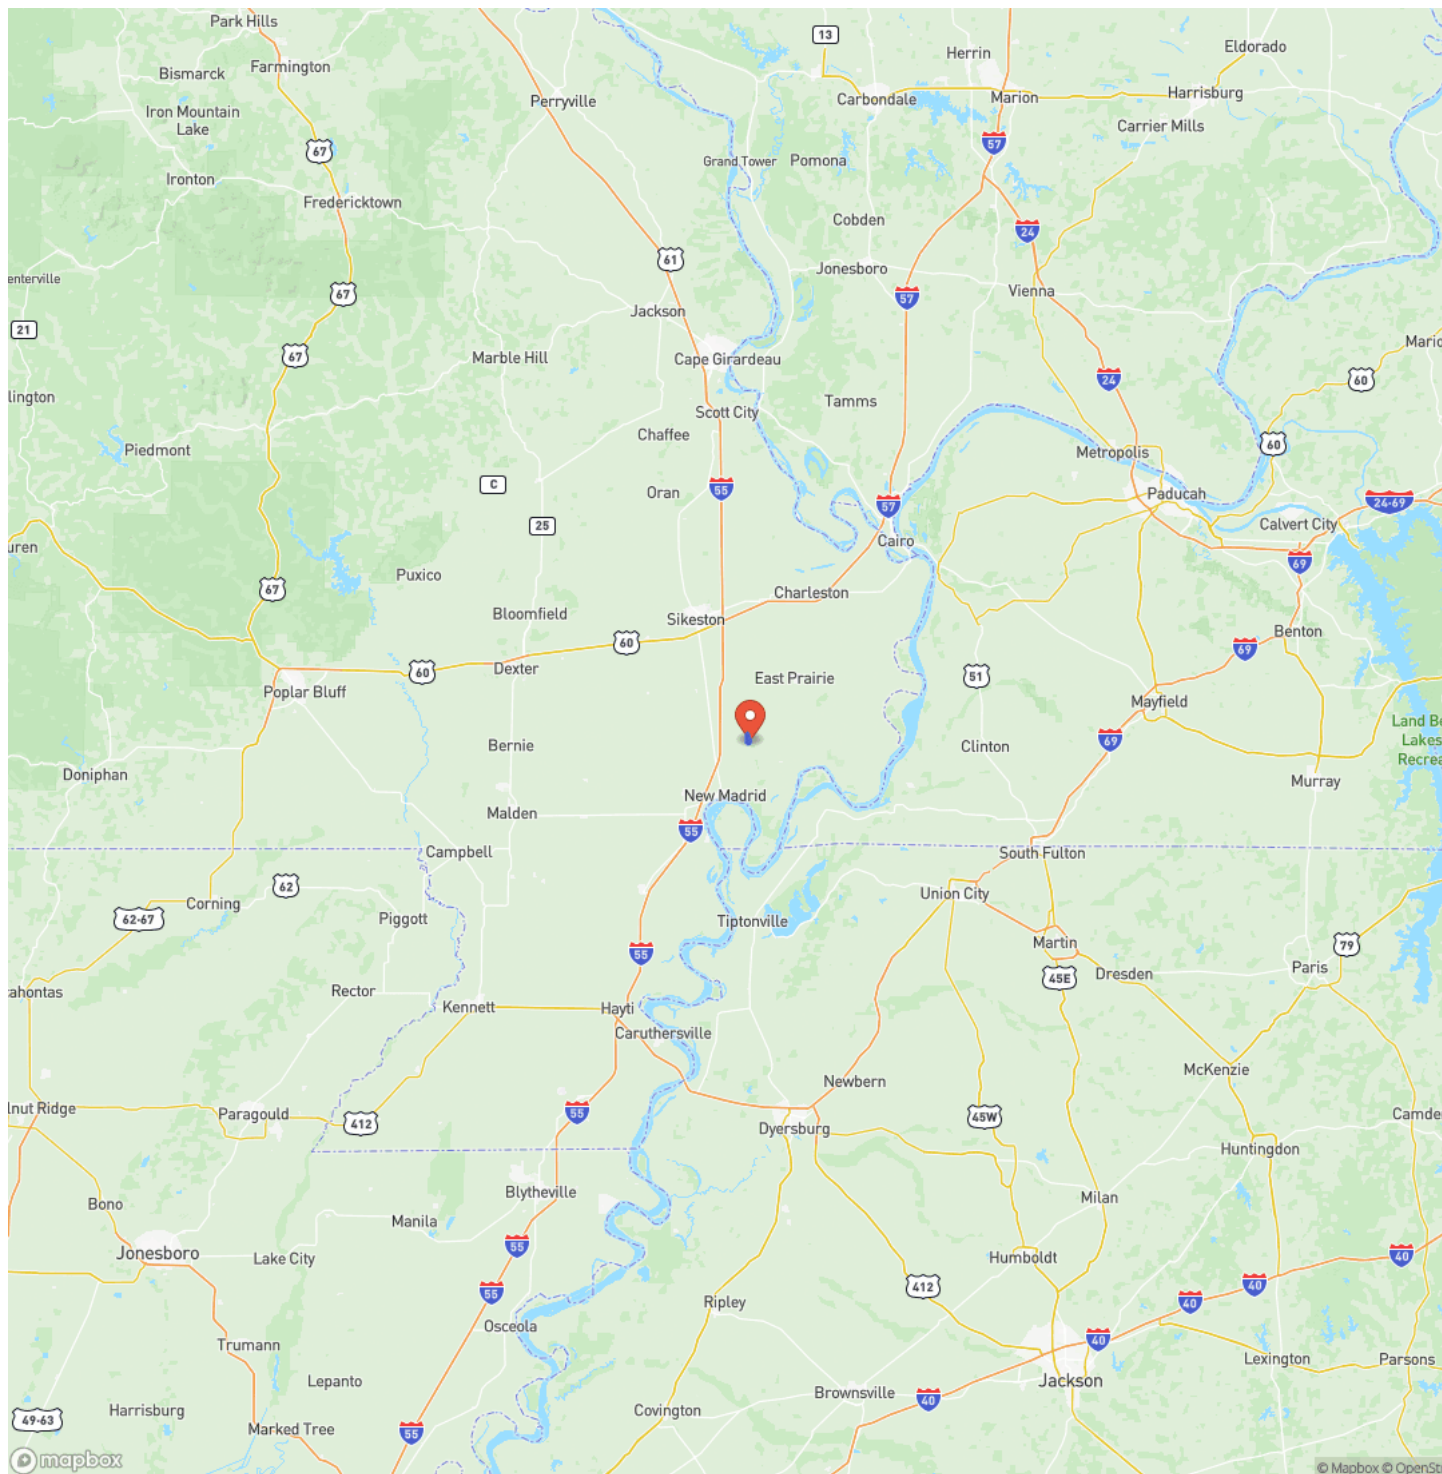 Park Hills
13
Herrin
Eldorado
Bismarck
Farmington
Perryville
Carbondale
Marion
Harrisburg
Iron Mountain
Lake
Carrier Mills
57
67
Grand Tower
Pomona
Ironton
Fredericktown
Cobden
24
61
Jonesboro
enterville
67
57
Vienna
Jackson
21
67
Marble Hill
Cape Girardeau
Mario
24
60
lington
Tamms
Scott City
Chaffee
60
Piedmont
Metropolis
C
Oran
55
Paducah
57
24-69
25
Calvert City
Cairo
uren
69
Puxico
67
Charleston
Bloomfield
Sikeston
Benton
60
69
Dexter
60
East Prairie
51
Poplar Bluff
Mayfield
Land Be
Lakes
Recrea
Bernie
Clinton
69
Doniphan
Murray
New Madrid
Malden
55
Campbell
South Fulton
62
Union City
Corning
62-67
Piggott
Tiptonville
Martin
79
55
45E
Dresden
Paris
cahontas
Rector
Kennett
Hayti
Caruthersville
McKenzie
Newbern
lnut Ridge
Paragould
55
45W
Camde
412
Dyersburg
Huntingdon
Blytheville
Milan
Bono
Manila
Jonesboro
Lake City
55
Humboldt
40
412
40
55
40
Ripley
Osceola
Trumann
40
Lexington
Parsons
Lepanto
Jackson
Brownsville
40
Harrisburg
Covington
49-63
Marked Tree
55
mapbox
© Mapbox © OpenSt